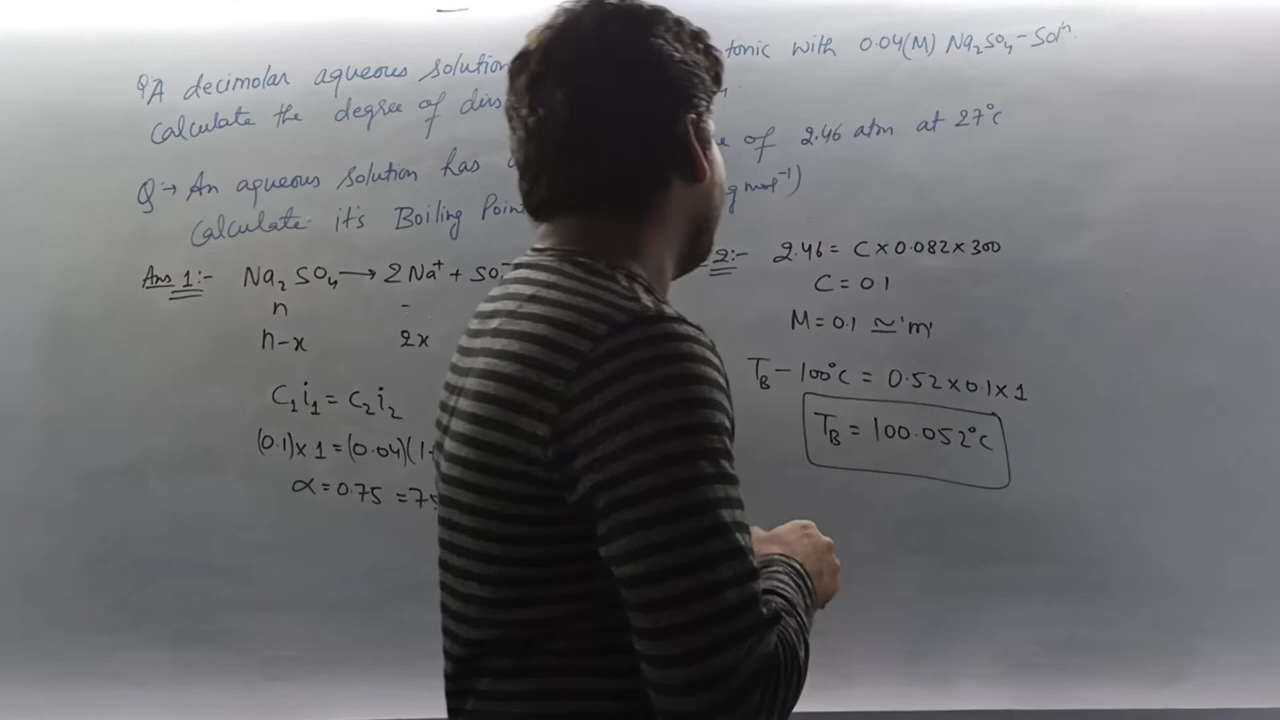 Q A decimolar aqueous solution tonic with 0.04(M) Na₂SO₄-Solⁿ.
Calculate the degree of diss
Q:→ An aqueous solution has of 2.46 atm at 27°C
Calculate it's Boiling Poin g mol⁻¹)
Ans 1:- Na₂SO₄ → 2Na⁺ + SO
n -
n-x 2x
C₁i₁ = C₂i₂
(0.1)x 1 = (0.04)(1
α = 0.75 = 75
2:- 2.46 = C × 0.082 × 300
C = 0.1
M = 0.1 ≃ 'm'
T_B - 100°C = 0.52 × 0.1 × 1
T_B = 100.052°C